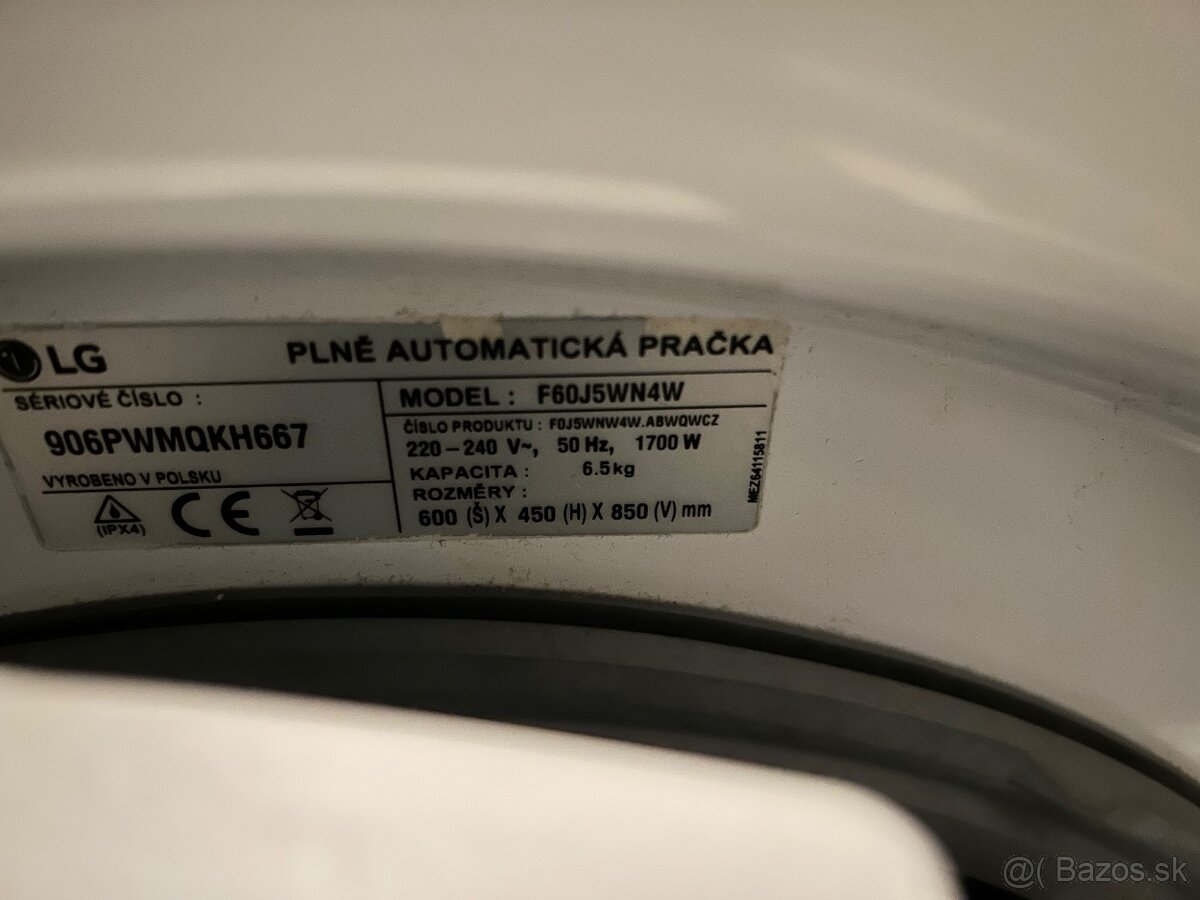 LG
PLNĚ AUTOMATICKÁ PRAČKA
SÉRIOVÉ ČÍSLO :
906PWMQKH667
VYROBENO V POLSKU
(IPX4)
CE
MODEL : F60J5WN4W
ČÍSLO PRODUKTU : F0J5WNW4W.ABWQWCZ
220-240 V~, 50 Hz, 1700 W
KAPACITA : 6.5kg
ROZMĚRY :
600 (Š) X 450 (H) X 850 (V) mm
MEZ64115811
@( Bazos.sk